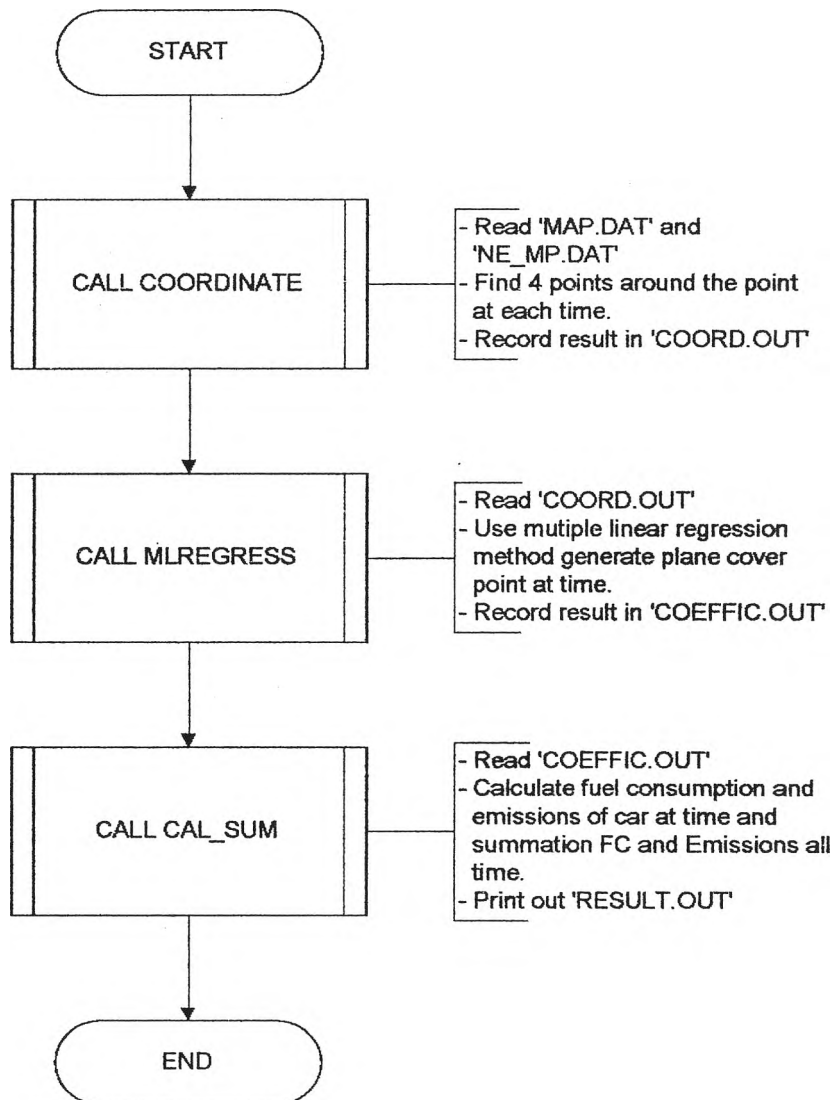 START
CALL COORDINATE
- Read 'MAP.DAT' and
'NE_MP.DAT'
- Find 4 points around the point
at each time.
- Record result in 'COORD.OUT'
CALL MLREGRESS
- Read 'COORD.OUT'
- Use mutiple linear regression
method generate plane cover
point at time.
- Record result in 'COEFFIC.OUT'
CALL CAL_SUM
- Read 'COEFFIC.OUT'
- Calculate fuel consumption and
emissions of car at time and
summation FC and Emissions all
time.
- Print out 'RESULT.OUT'
END